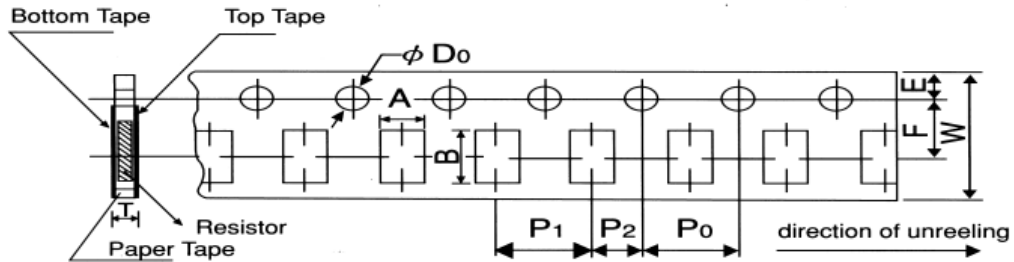 Bottom Tape
Top Tape
φ D0
A
B
E
F
W
T
Resistor
Paper Tape
P1
P2
P0
direction of unreeling